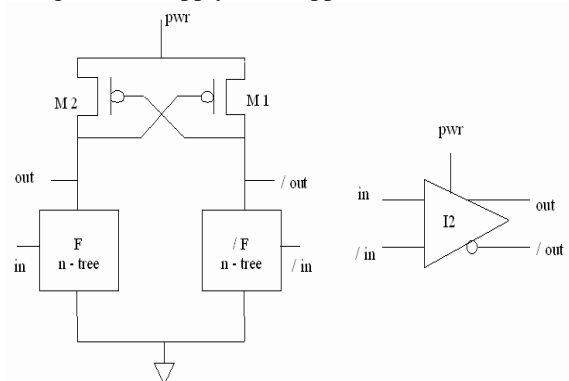 pwr
M 2
M 1
out
/ out
F
n - tree
in
/ F
n - tree
/ in
pwr
in
/ in
I2
out
/ out